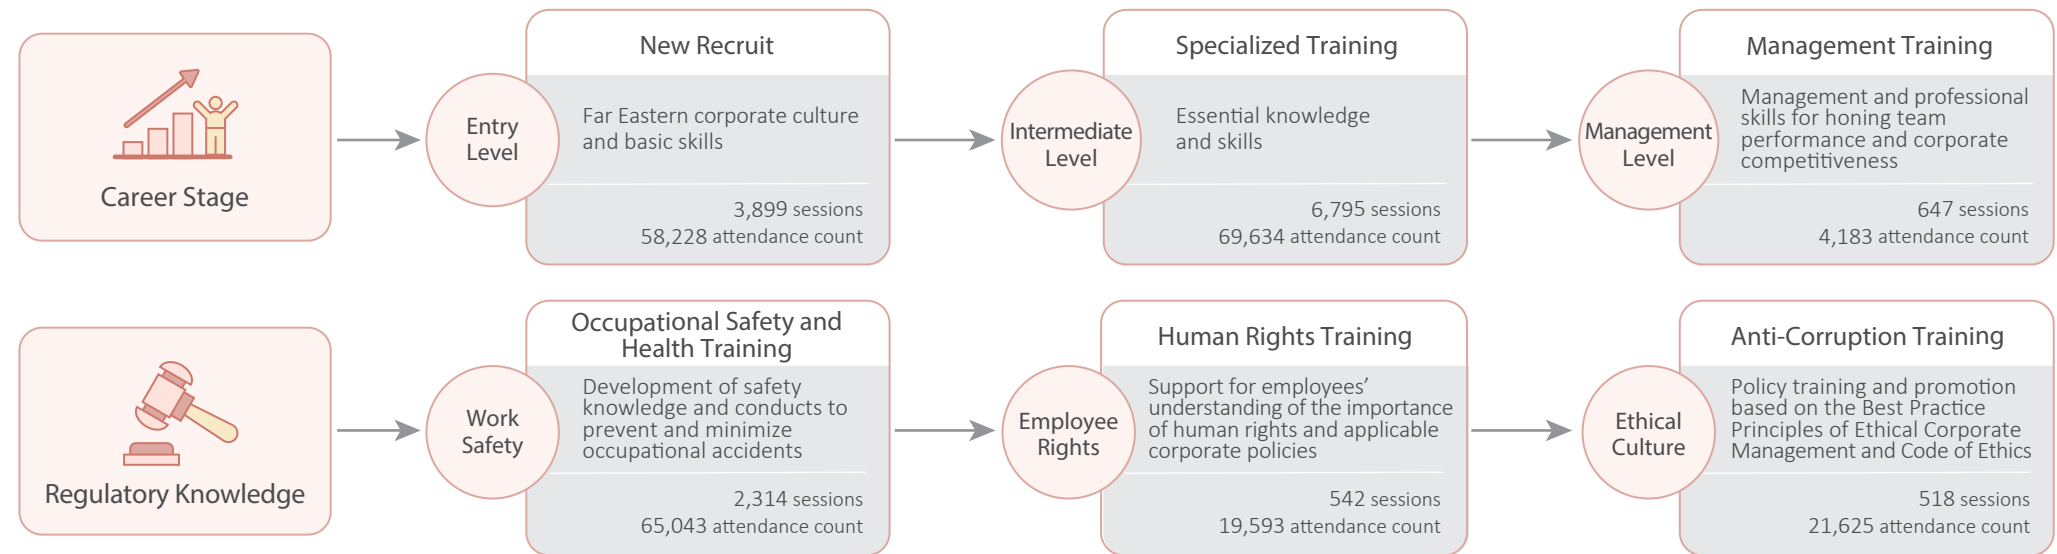 Career Stage
Entry
Level
New Recruit
Far Eastern corporate culture
and basic skills
3,899 sessions
58,228 attendance count
Intermediate
Level
Specialized Training
Essential knowledge
and skills
6,795 sessions
69,634 attendance count
Management
Level
Management Training
Management and professional
skills for honing team
performance and corporate
competitiveness
647 sessions
4,183 attendance count
Regulatory Knowledge
Work
Safety
Occupational Safety and
Health Training
Development of safety
knowledge and conducts to
prevent and minimize
occupational accidents
2,314 sessions
65,043 attendance count
Employee
Rights
Human Rights Training
Support for employees’
understanding of the importance
of human rights and applicable
corporate policies
542 sessions
19,593 attendance count
Ethical
Culture
Anti-Corruption Training
Policy training and promotion
based on the Best Practice
Principles of Ethical Corporate
Management and Code of Ethics
518 sessions
21,625 attendance count